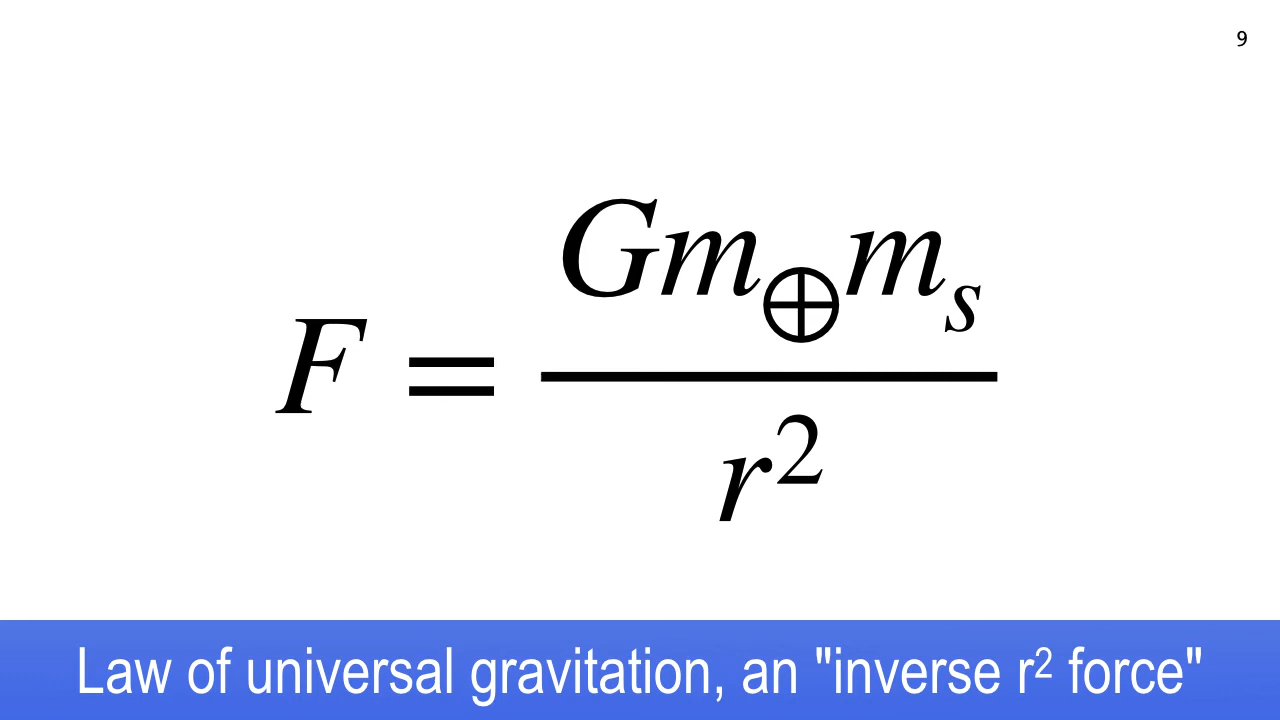 9
F = Gm⊕mₛ / r²
Law of universal gravitation, an "inverse r² force"